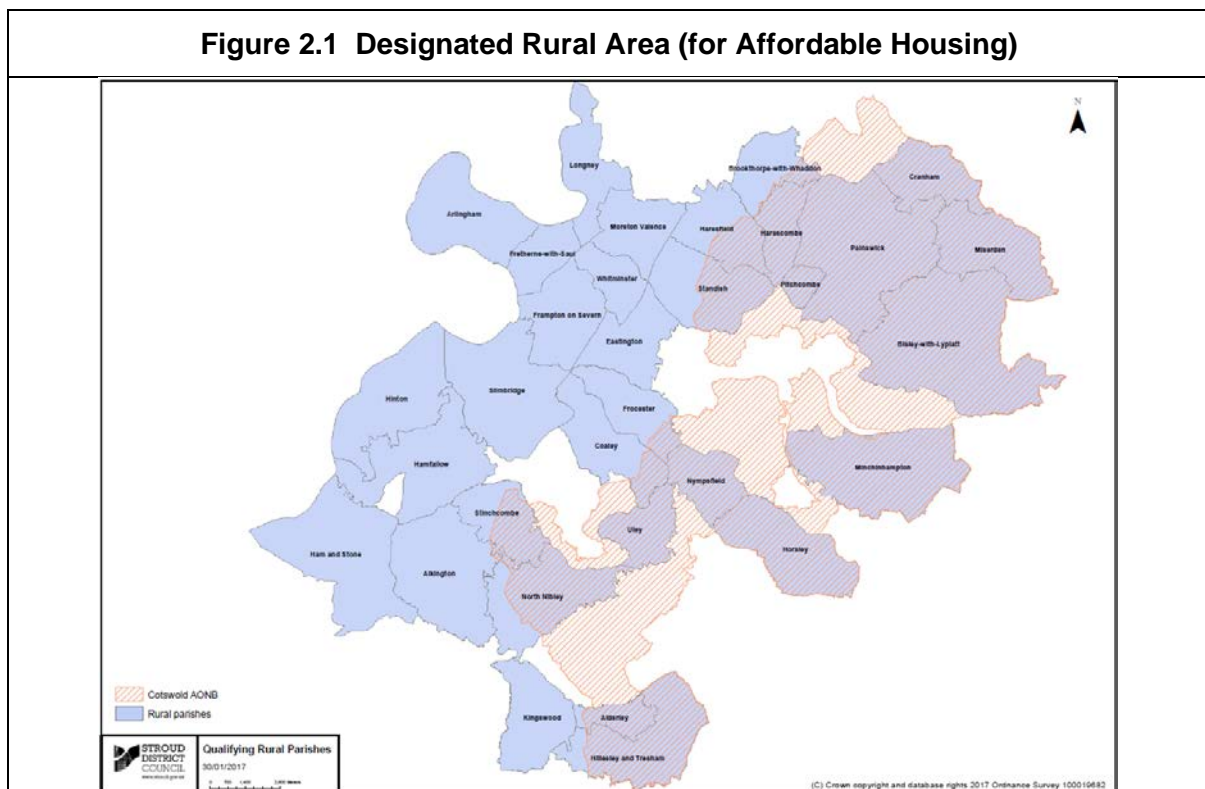 Figure 2.1 Designated Rural Area (for Affordable Housing)
N
Longney
Brookthorpe-with-Whaddon
Cranham
Arlingham
Moreton Valence
Haresfield
Harescombe
Painswick
Miserden
Fretherne-with-Saul
Whitminster
Standish
Pitchcombe
Frampton on Severn
Eastington
Bisley-with-Lypiatt
Slimbridge
Hinton
Frocester
Coaley
Hamfallow
Minchinhampton
Nympsfield
Stinchcombe
Uley
Ham and Stone
Horsley
Alkington
North Nibley
Cotswold AONB
Rural parishes
Kingswood
Alderley
Hillesley and Tresham
STROUD
DISTRICT
COUNCIL
www.stroud.gov.uk
Qualifying Rural Parishes
30/01/2017
(C) Crown copyright and database rights 2017 Ordnance Survey 100019682